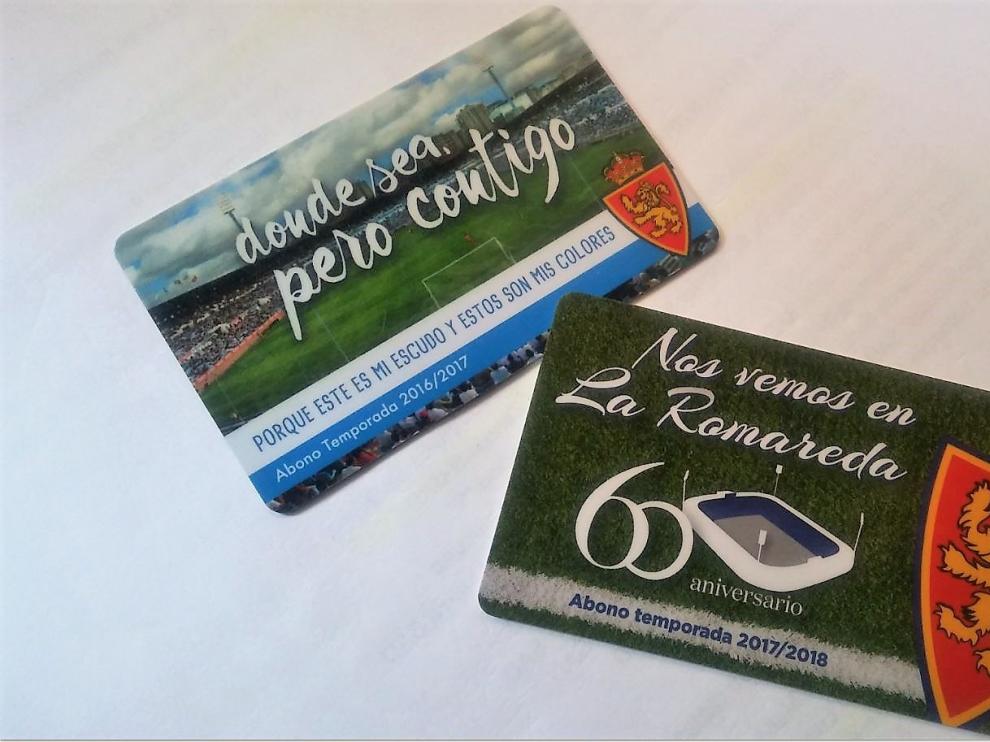 donde sea,
pero contigo
PORQUE ESTE ES MI ESCUDO Y ESTOS SON MIS COLORES
Abono Temporada 2016/2017
Nos vemos en
La Romareda
60
aniversario
Abono temporada 2017/2018